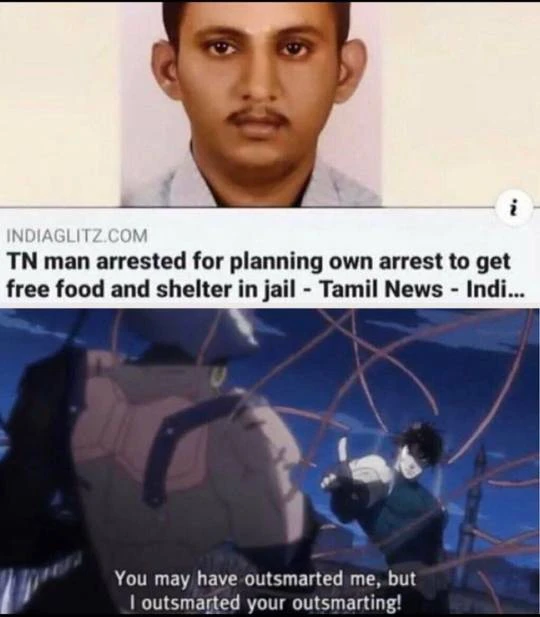 i
INDIAGLITZ.COM
TN man arrested for planning own arrest to get
free food and shelter in jail - Tamil News - Indi...
You may have outsmarted me, but
I outsmarted your outsmarting!